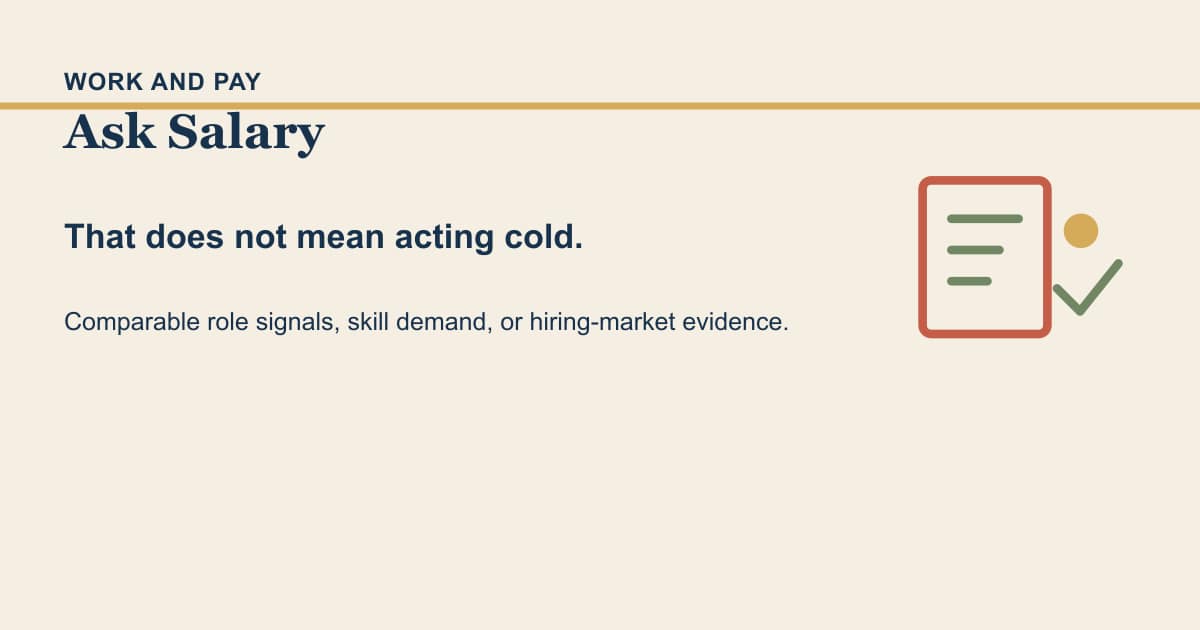 WORK AND PAY
Ask Salary
That does not mean acting cold.
Comparable role signals, skill demand, or hiring-market evidence.